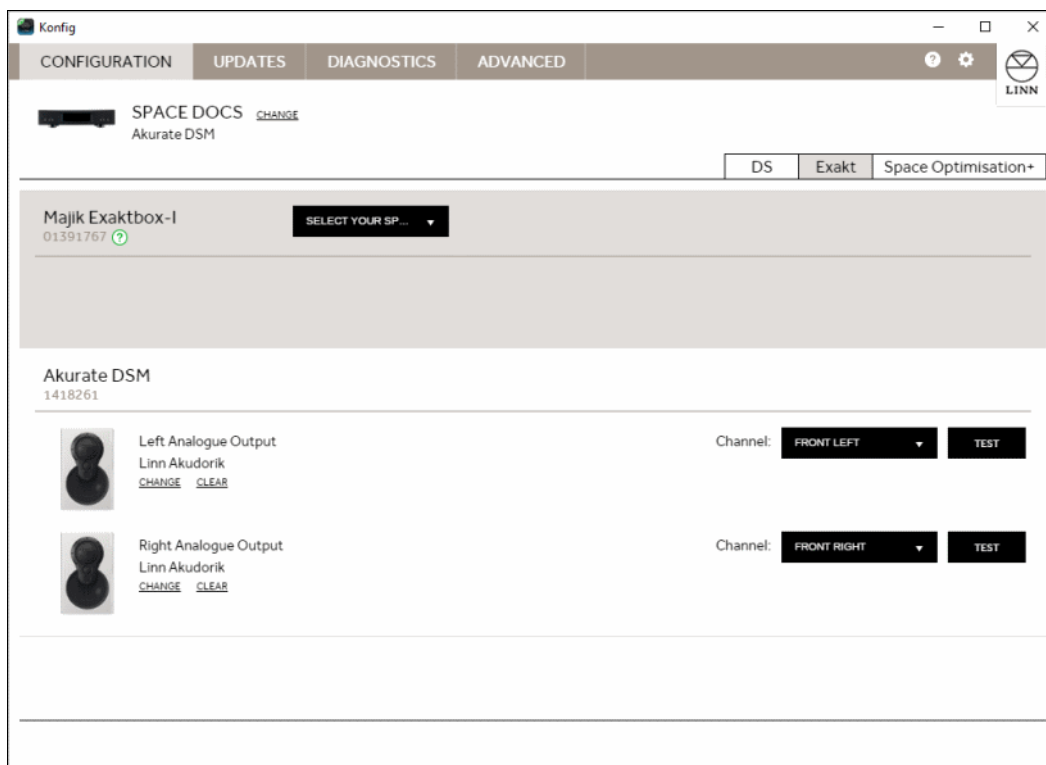 Konfig
CONFIGURATION UPDATES DIAGNOSTICS ADVANCED ?
LINN
SPACE DOCS CHANGE
Akurate DSM
DS Exakt Space Optimisation+
Majik Exaktbox-I SELECT YOUR SP...
01391767 ?
Akurate DSM
1418261
Left Analogue Output Channel: FRONT LEFT TEST
Linn Akudorik
CHANGE CLEAR
Right Analogue Output Channel: FRONT RIGHT TEST
Linn Akudorik
CHANGE CLEAR